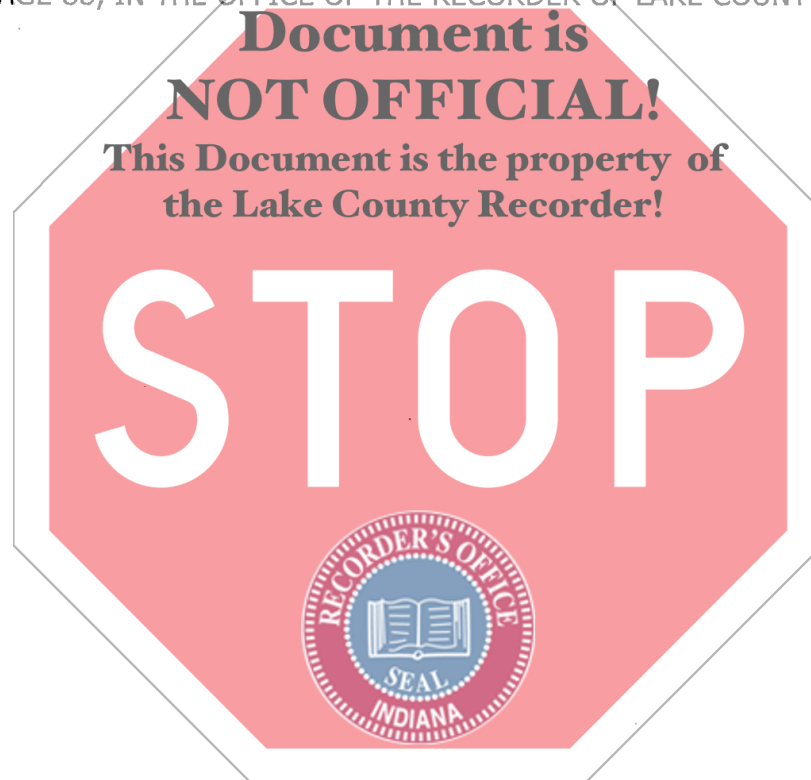 IN THE OFFICE OF THE RECORDER OF LAKE COUNT
Document is
NOT OFFICIAL!
This Document is the property of
the Lake County Recorder!
STOP
RECORDER'S OFFICE
SEAL
INDIANA